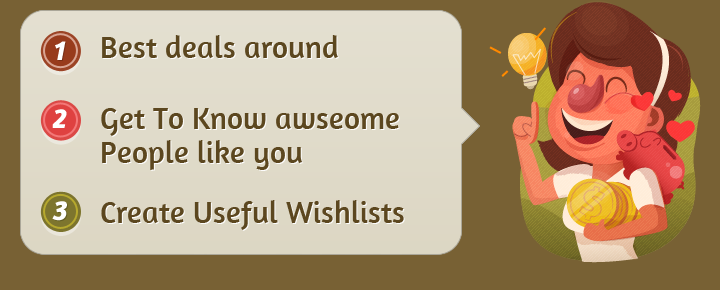 1 Best deals around
2 Get To Know awseome
People like you
3 Create Useful Wishlists